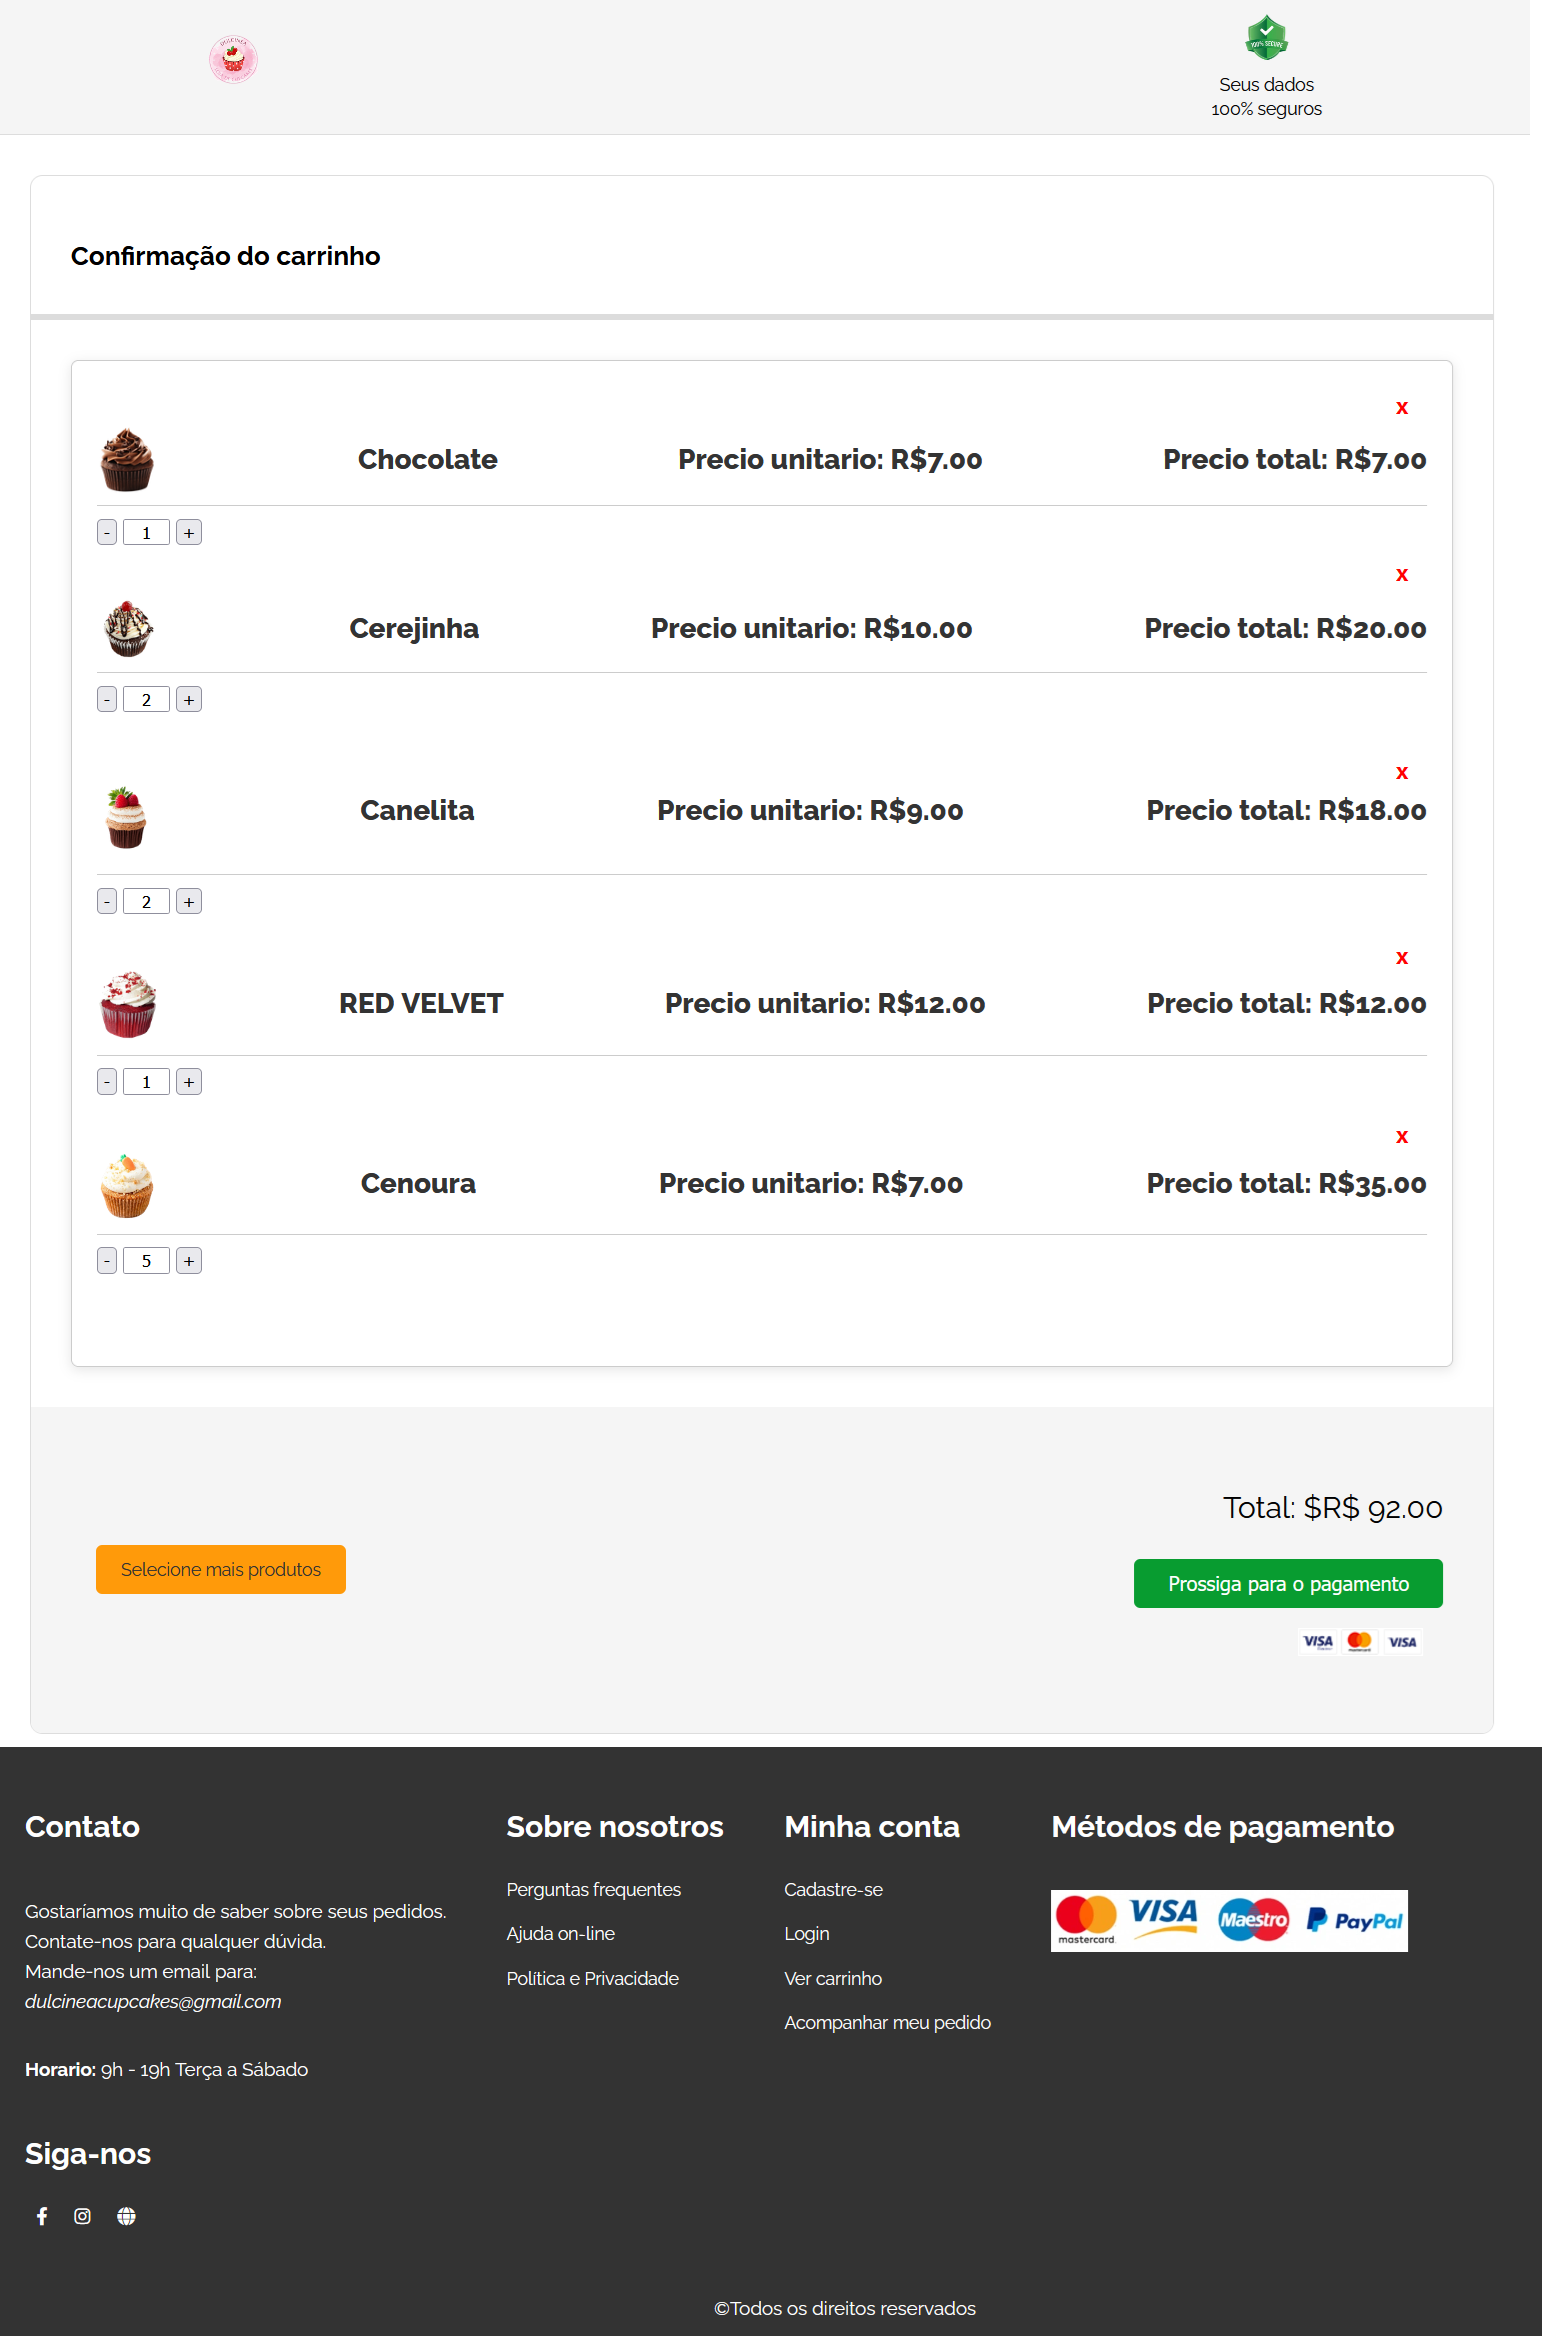 DULCINEA
100% SECURE
Seus dados
100% seguros
Confirmação do carrinho
x
Chocolate Precio unitario: R$7.00 Precio total: R$7.00
- 1 +
x
Cerejinha Precio unitario: R$10.00 Precio total: R$20.00
- 2 +
x
Canelita Precio unitario: R$9.00 Precio total: R$18.00
- 2 +
x
RED VELVET Precio unitario: R$12.00 Precio total: R$12.00
- 1 +
x
Cenoura Precio unitario: R$7.00 Precio total: R$35.00
- 5 +
Total: $R$ 92.00
Selecione mais produtos
Prossiga para o pagamento
VISA mastercard VISA
Contato
Gostaríamos muito de saber sobre seus pedidos.
Contate-nos para qualquer dúvida.
Mande-nos um email para:
dulcineacupcakes@gmail.com
Horario: 9h - 19h Terça a Sábado
Siga-nos
Sobre nosotros
Perguntas frequentes
Ajuda on-line
Política e Privacidade
Minha conta
Cadastre-se
Login
Ver carrinho
Acompanhar meu pedido
Métodos de pagamento
mastercard VISA Maestro PayPal
©Todos os direitos reservados